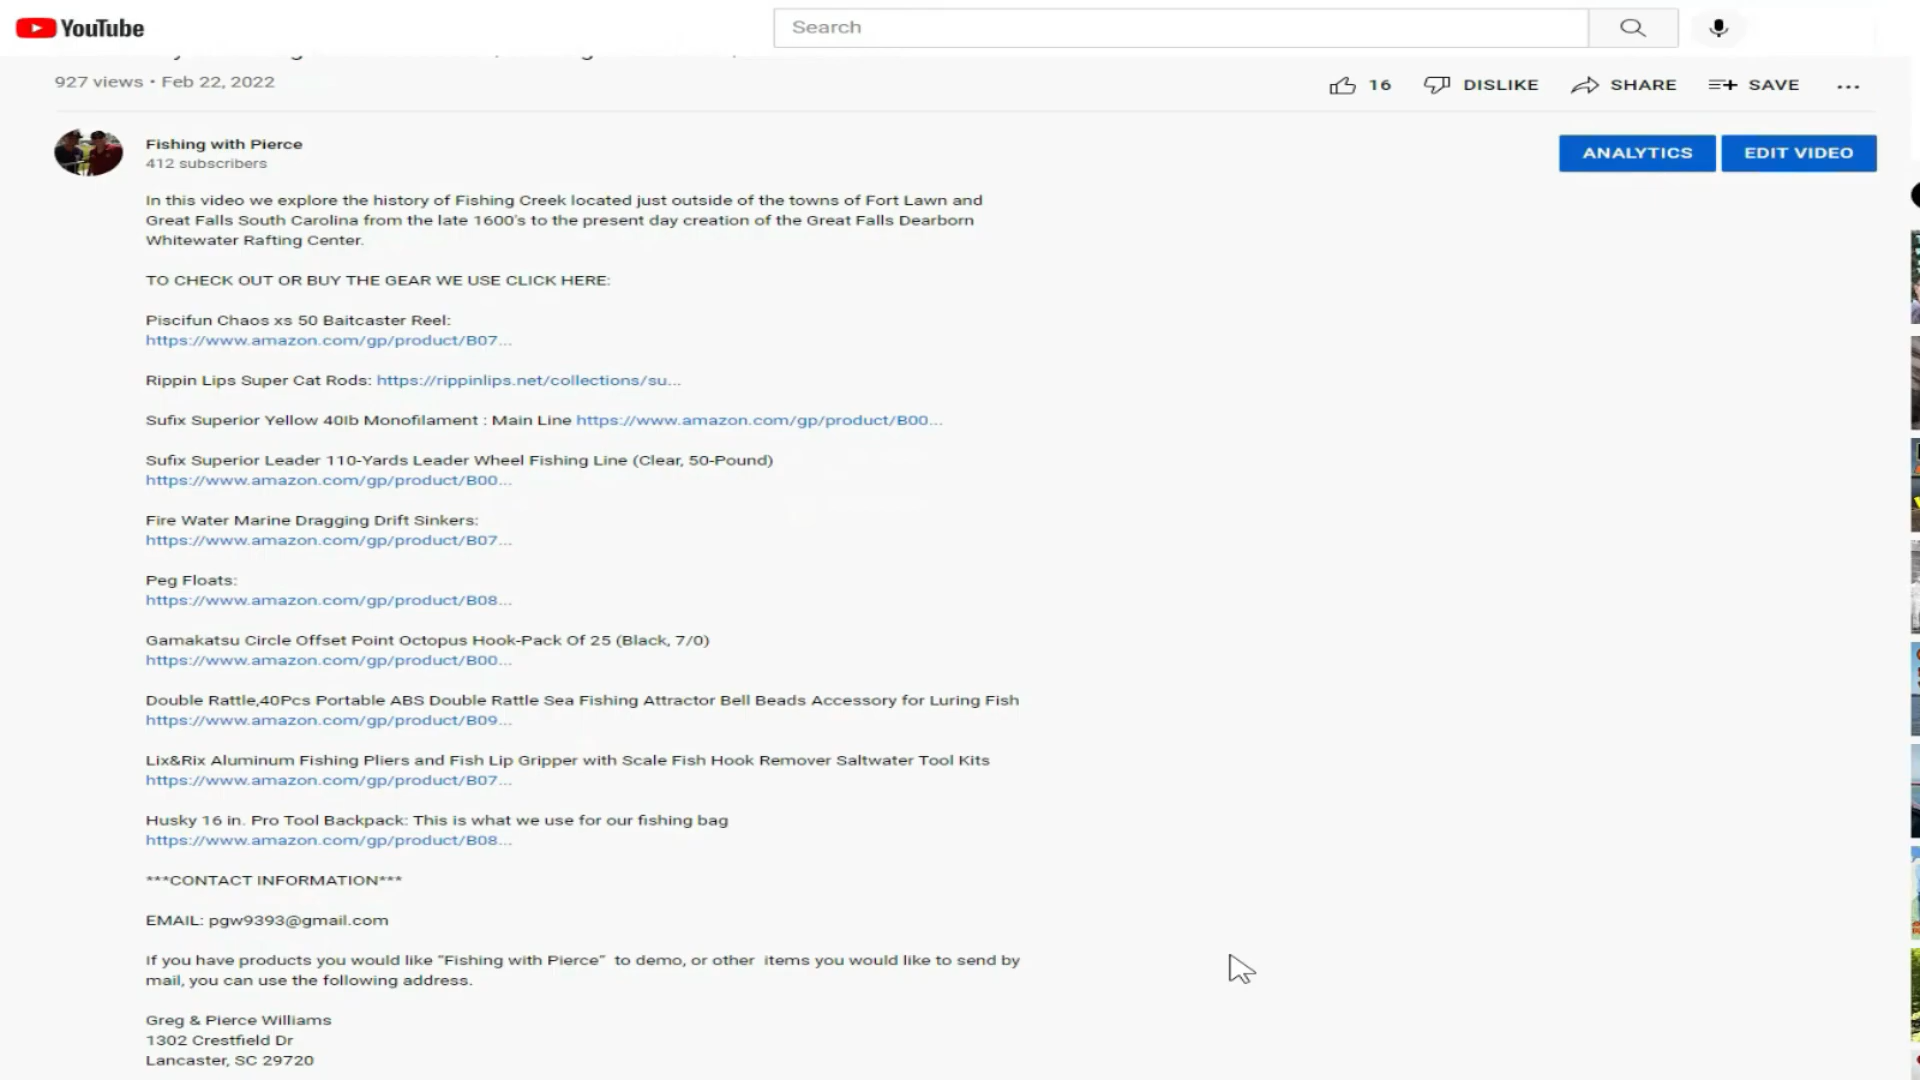 YouTube
Search
927 views • Feb 22, 2022
16 DISLIKE SHARE SAVE ...
Fishing with Pierce
412 subscribers
ANALYTICS EDIT VIDEO
In this video we explore the history of Fishing Creek located just outside of the towns of Fort Lawn and
Great Falls South Carolina from the late 1600's to the present day creation of the Great Falls Dearborn
Whitewater Rafting Center.
TO CHECK OUT OR BUY THE GEAR WE USE CLICK HERE:
Piscifun Chaos xs 50 Baitcaster Reel:
https://www.amazon.com/gp/product/B07...
Rippin Lips Super Cat Rods: https://rippinlips.net/collections/su...
Sufix Superior Yellow 40lb Monofilament : Main Line https://www.amazon.com/gp/product/B00...
Sufix Superior Leader 110-Yards Leader Wheel Fishing Line (Clear, 50-Pound)
https://www.amazon.com/gp/product/B00...
Fire Water Marine Dragging Drift Sinkers:
https://www.amazon.com/gp/product/B07...
Peg Floats:
https://www.amazon.com/gp/product/B08...
Gamakatsu Circle Offset Point Octopus Hook-Pack Of 25 (Black, 7/0)
https://www.amazon.com/gp/product/B00...
Double Rattle,40Pcs Portable ABS Double Rattle Sea Fishing Attractor Bell Beads Accessory for Luring Fish
https://www.amazon.com/gp/product/B09...
Lix&Rix Aluminum Fishing Pliers and Fish Lip Gripper with Scale Fish Hook Remover Saltwater Tool Kits
https://www.amazon.com/gp/product/B07...
Husky 16 in. Pro Tool Backpack: This is what we use for our fishing bag
https://www.amazon.com/gp/product/B08...
***CONTACT INFORMATION***
EMAIL: pgw9393@gmail.com
If you have products you would like "Fishing with Pierce" to demo, or other items you would like to send by
mail, you can use the following address.
Greg & Pierce Williams
1302 Crestfield Dr
Lancaster, SC 29720